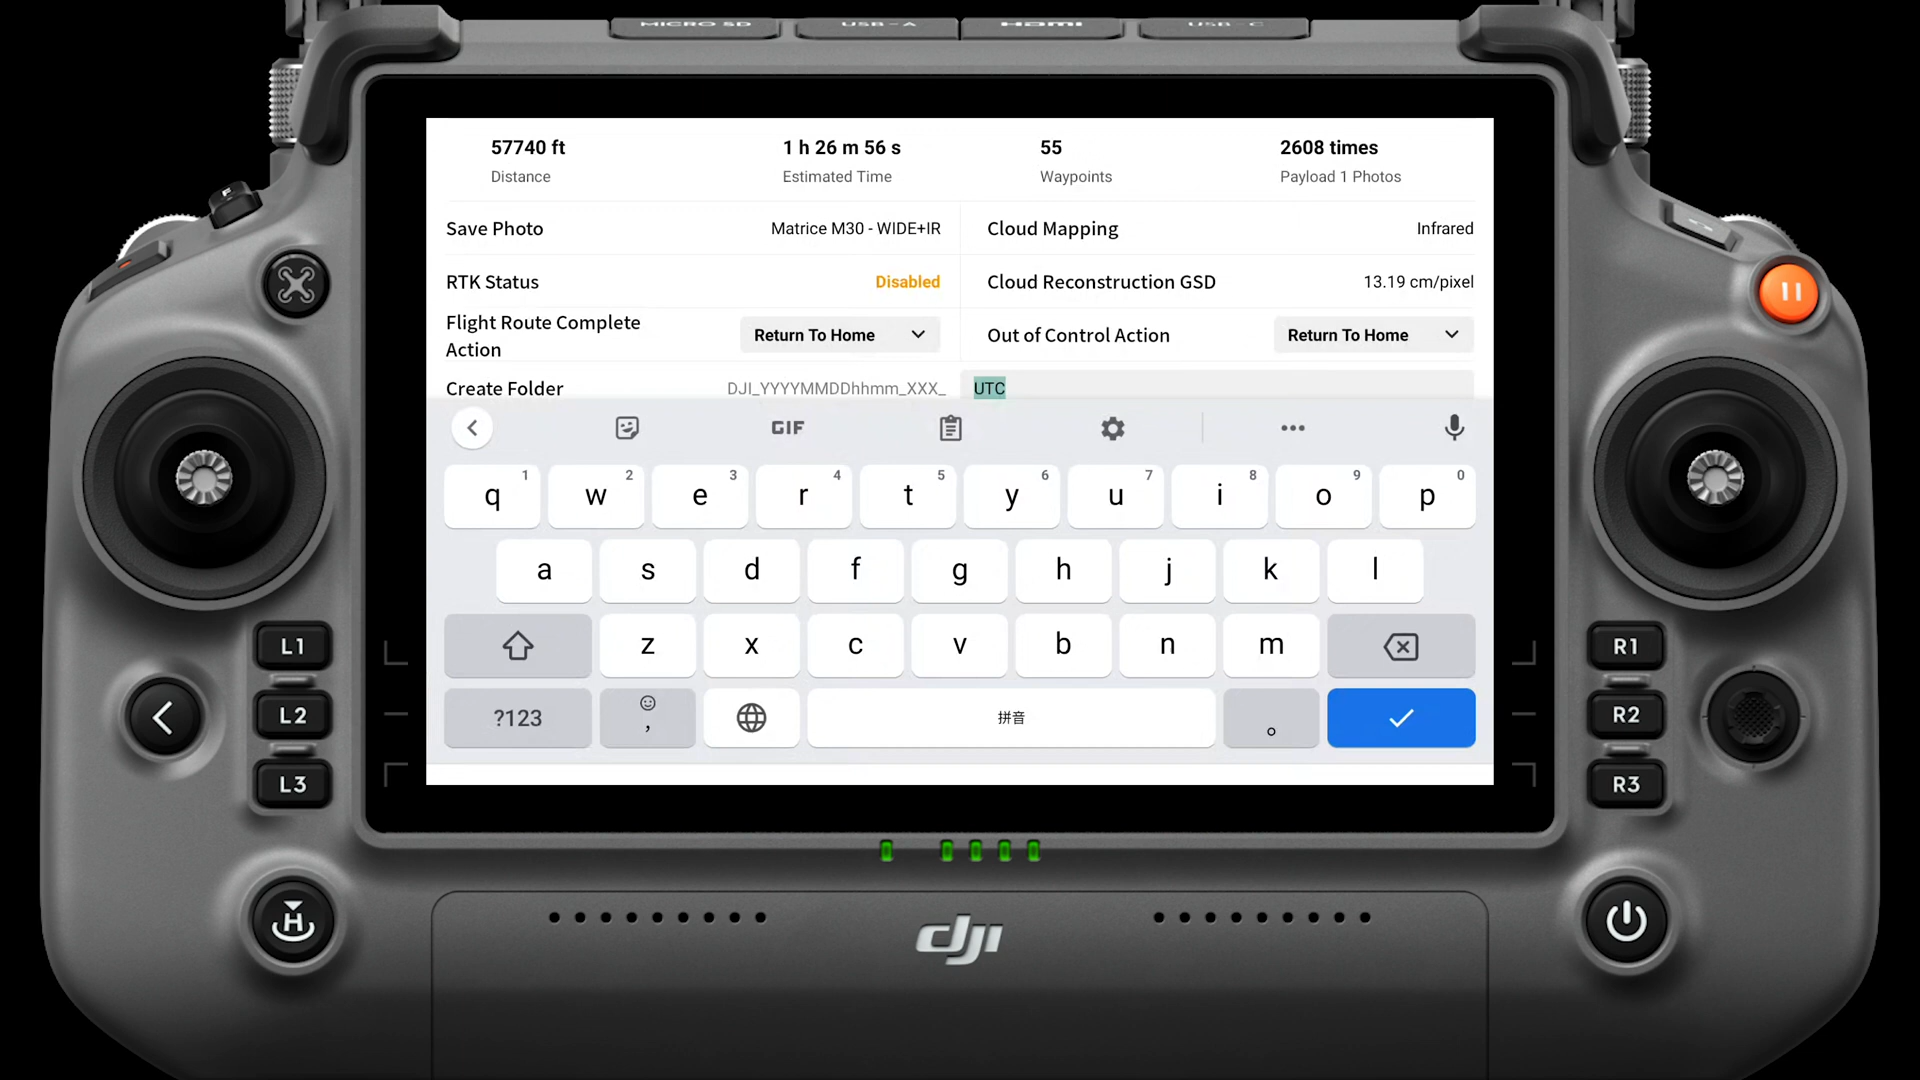 MICRO SD USB-A HDMI USB-C
57740 ft 1 h 26 m 56 s 55 2608 times
Distance Estimated Time Waypoints Payload 1 Photos
Save Photo Matrice M30 - WIDE+IR Cloud Mapping Infrared
RTK Status Disabled Cloud Reconstruction GSD 13.19 cm/pixel
Flight Route Complete
Action Return To Home Out of Control Action Return To Home
Create Folder DJI_YYYYMMDDhhmm_XXX_ UTC
GIF
1 2 3 4 5 6 7 8 9 0
q w e r t y u i o p
a s d f g h j k l
z x c v b n m
?123 , 拼音 。
L1 R1
L2 R2
L3 R3
H
dji